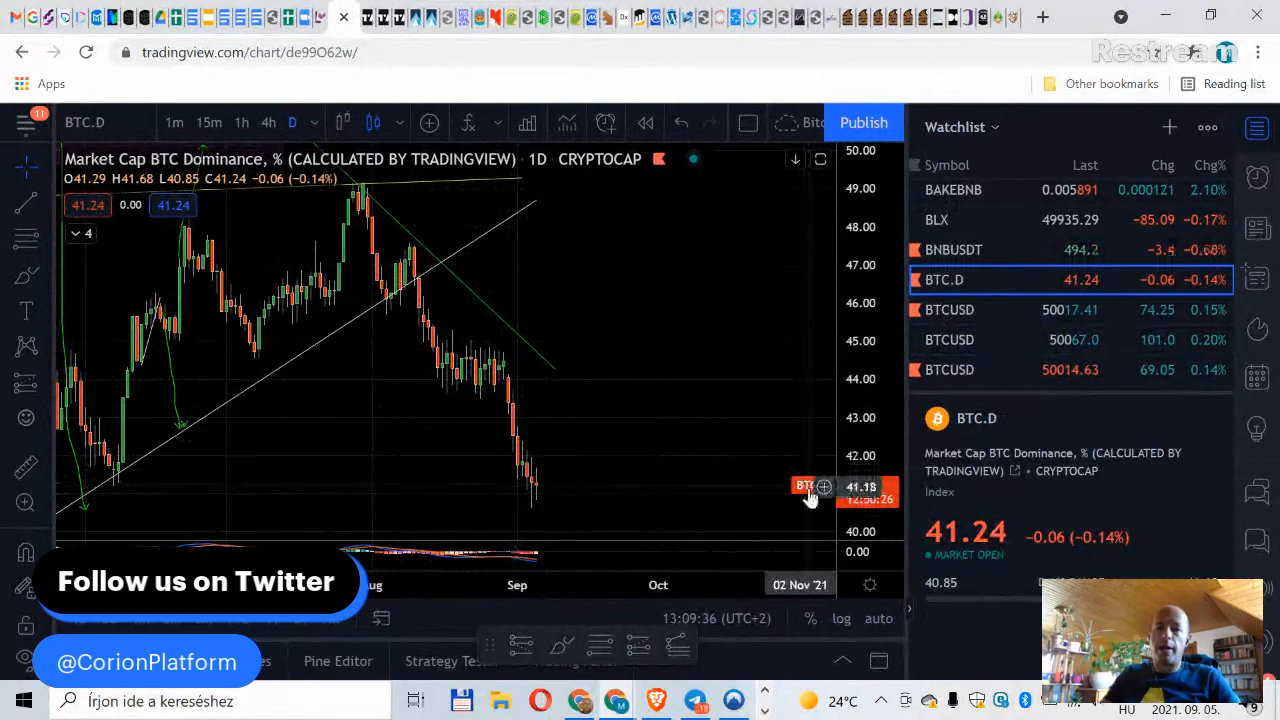 tradingview.com/chart/de99O62w/
Restream
Apps
Other bookmarks
Reading list
11
BTC.D
1m 15m 1h 4h D
Publish
Watchlist
Market Cap BTC Dominance, % (CALCULATED BY TRADINGVIEW) · 1D · CRYPTOCAP
O41.29 H41.68 L40.85 C41.24 −0.06 (−0.14%)
41.24 0.00 41.24
4
50.00
49.00
48.00
47.00
46.00
45.00
44.00
43.00
42.00
41.18
40.00
0.00
Symbol Last Chg Chg%
BAKEBNB 0.005891 0.000121 2.10%
BLX 49935.29 −85.09 −0.17%
BNBUSDT 494.2
BTC.D 41.24 −0.06 −0.14%
BTCUSD 50017.41 74.25 0.15%
BTCUSD 50067.0 101.0 0.20%
BTCUSD 50014.63 69.05 0.14%
BTC.D
Market Cap BTC Dominance, % (CALCULATED BY
TRADINGVIEW) • CRYPTOCAP
Index
41.24 −0.06 (−0.14%)
MARKET OPEN
40.85
Sep Oct 02 Nov '21
13:09:36 (UTC+2) % log auto
Pine Editor
Follow us on Twitter
@CorionPlatform
Írjon ide a kereséshez
24°C
HU
2021. 09. 05.